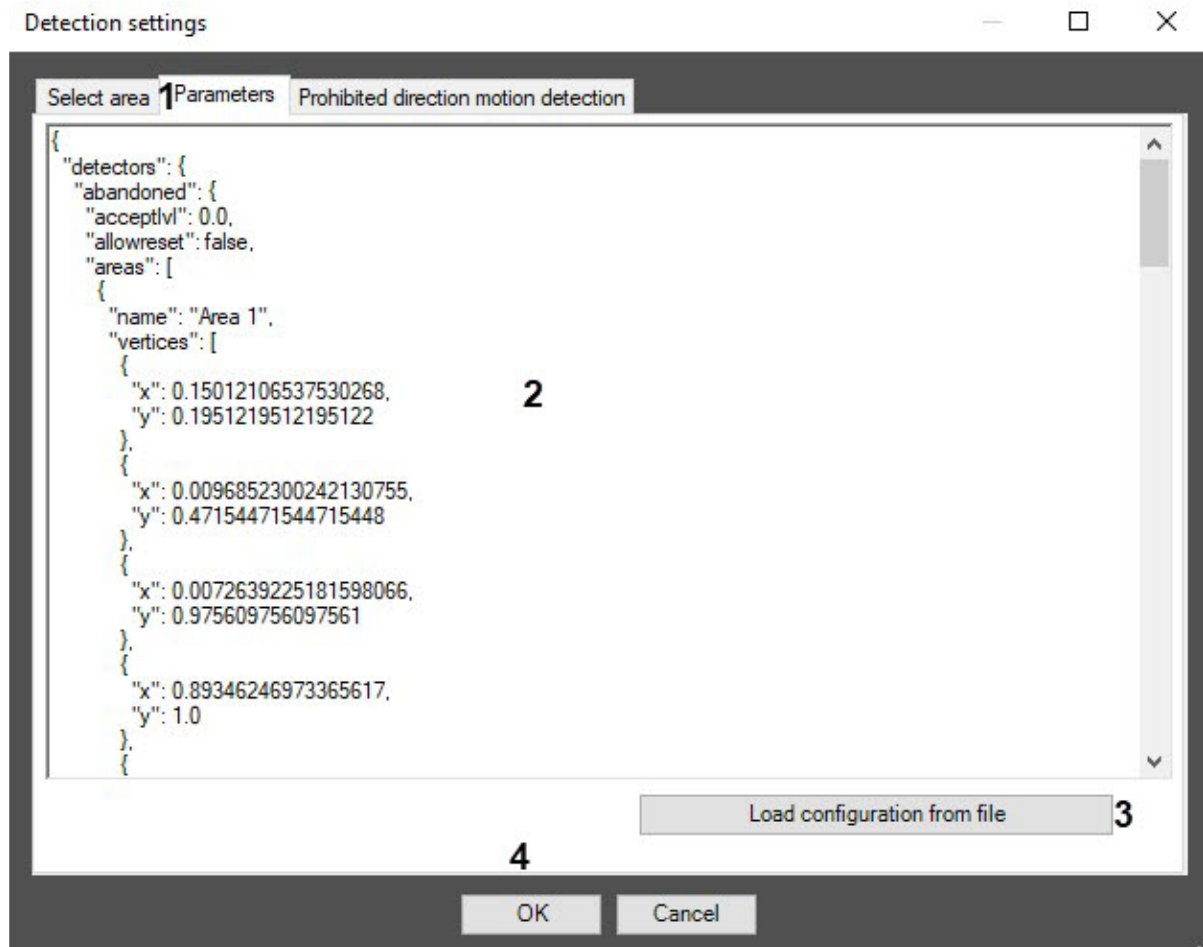 Detection settings
Select area 1 Parameters Prohibited direction motion detection
{
"detectors": {
"abandoned": {
"acceptlvl": 0.0,
"allowreset": false,
"areas": [
{
"name": "Area 1",
"vertices": [
{
"x": 0.15012106537530268,
"y": 0.1951219512195122
},
{
"x": 0.009685230024213075,
"y": 0.47154471544715448
},
{
"x": 0.0072639225181598066,
"y": 0.975609756097561
},
{
"x": 0.89346246973365617,
"y": 1.0
},
{
2
Load configuration from file 3
4
OK Cancel